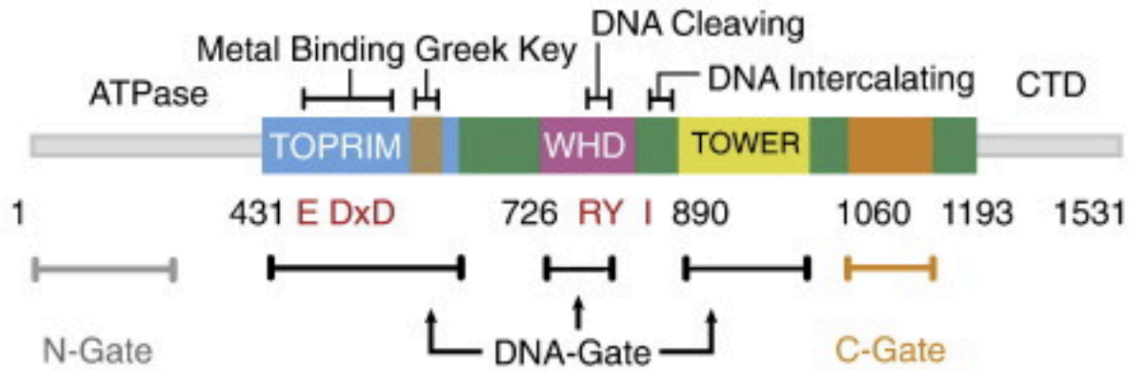 DNA Cleaving
Metal Binding Greek Key
DNA Intercalating
ATPase
CTD
TOPRIM WHD TOWER
1 431 E DxD 726 RY I 890 1060 1193 1531
N-Gate DNA-Gate C-Gate